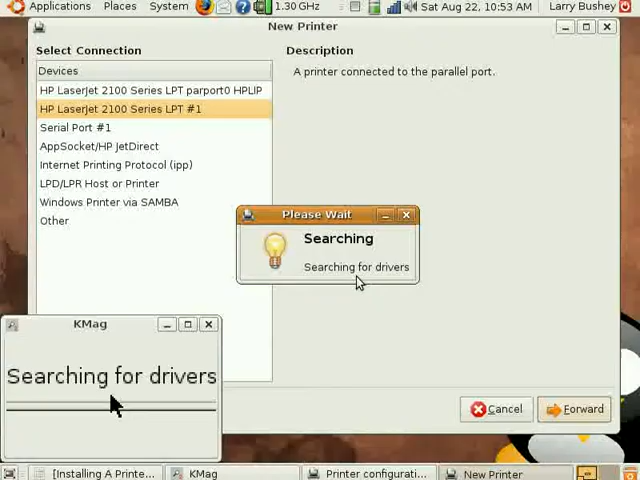 Applications Places System 1.30 GHz Sat Aug 22, 10:53 AM Larry Bushey
New Printer
Select Connection
Description
Devices
A printer connected to the parallel port.
HP LaserJet 2100 Series LPT parport0 HPLIP
HP LaserJet 2100 Series LPT #1
Serial Port #1
AppSocket/HP JetDirect
Internet Printing Protocol (ipp)
LPD/LPR Host or Printer
Windows Printer via SAMBA
Other
Please Wait
Searching
Searching for drivers
KMag
Searching for drivers
Cancel
Forward
[Installing A Printe... KMag Printer configurati... New Printer